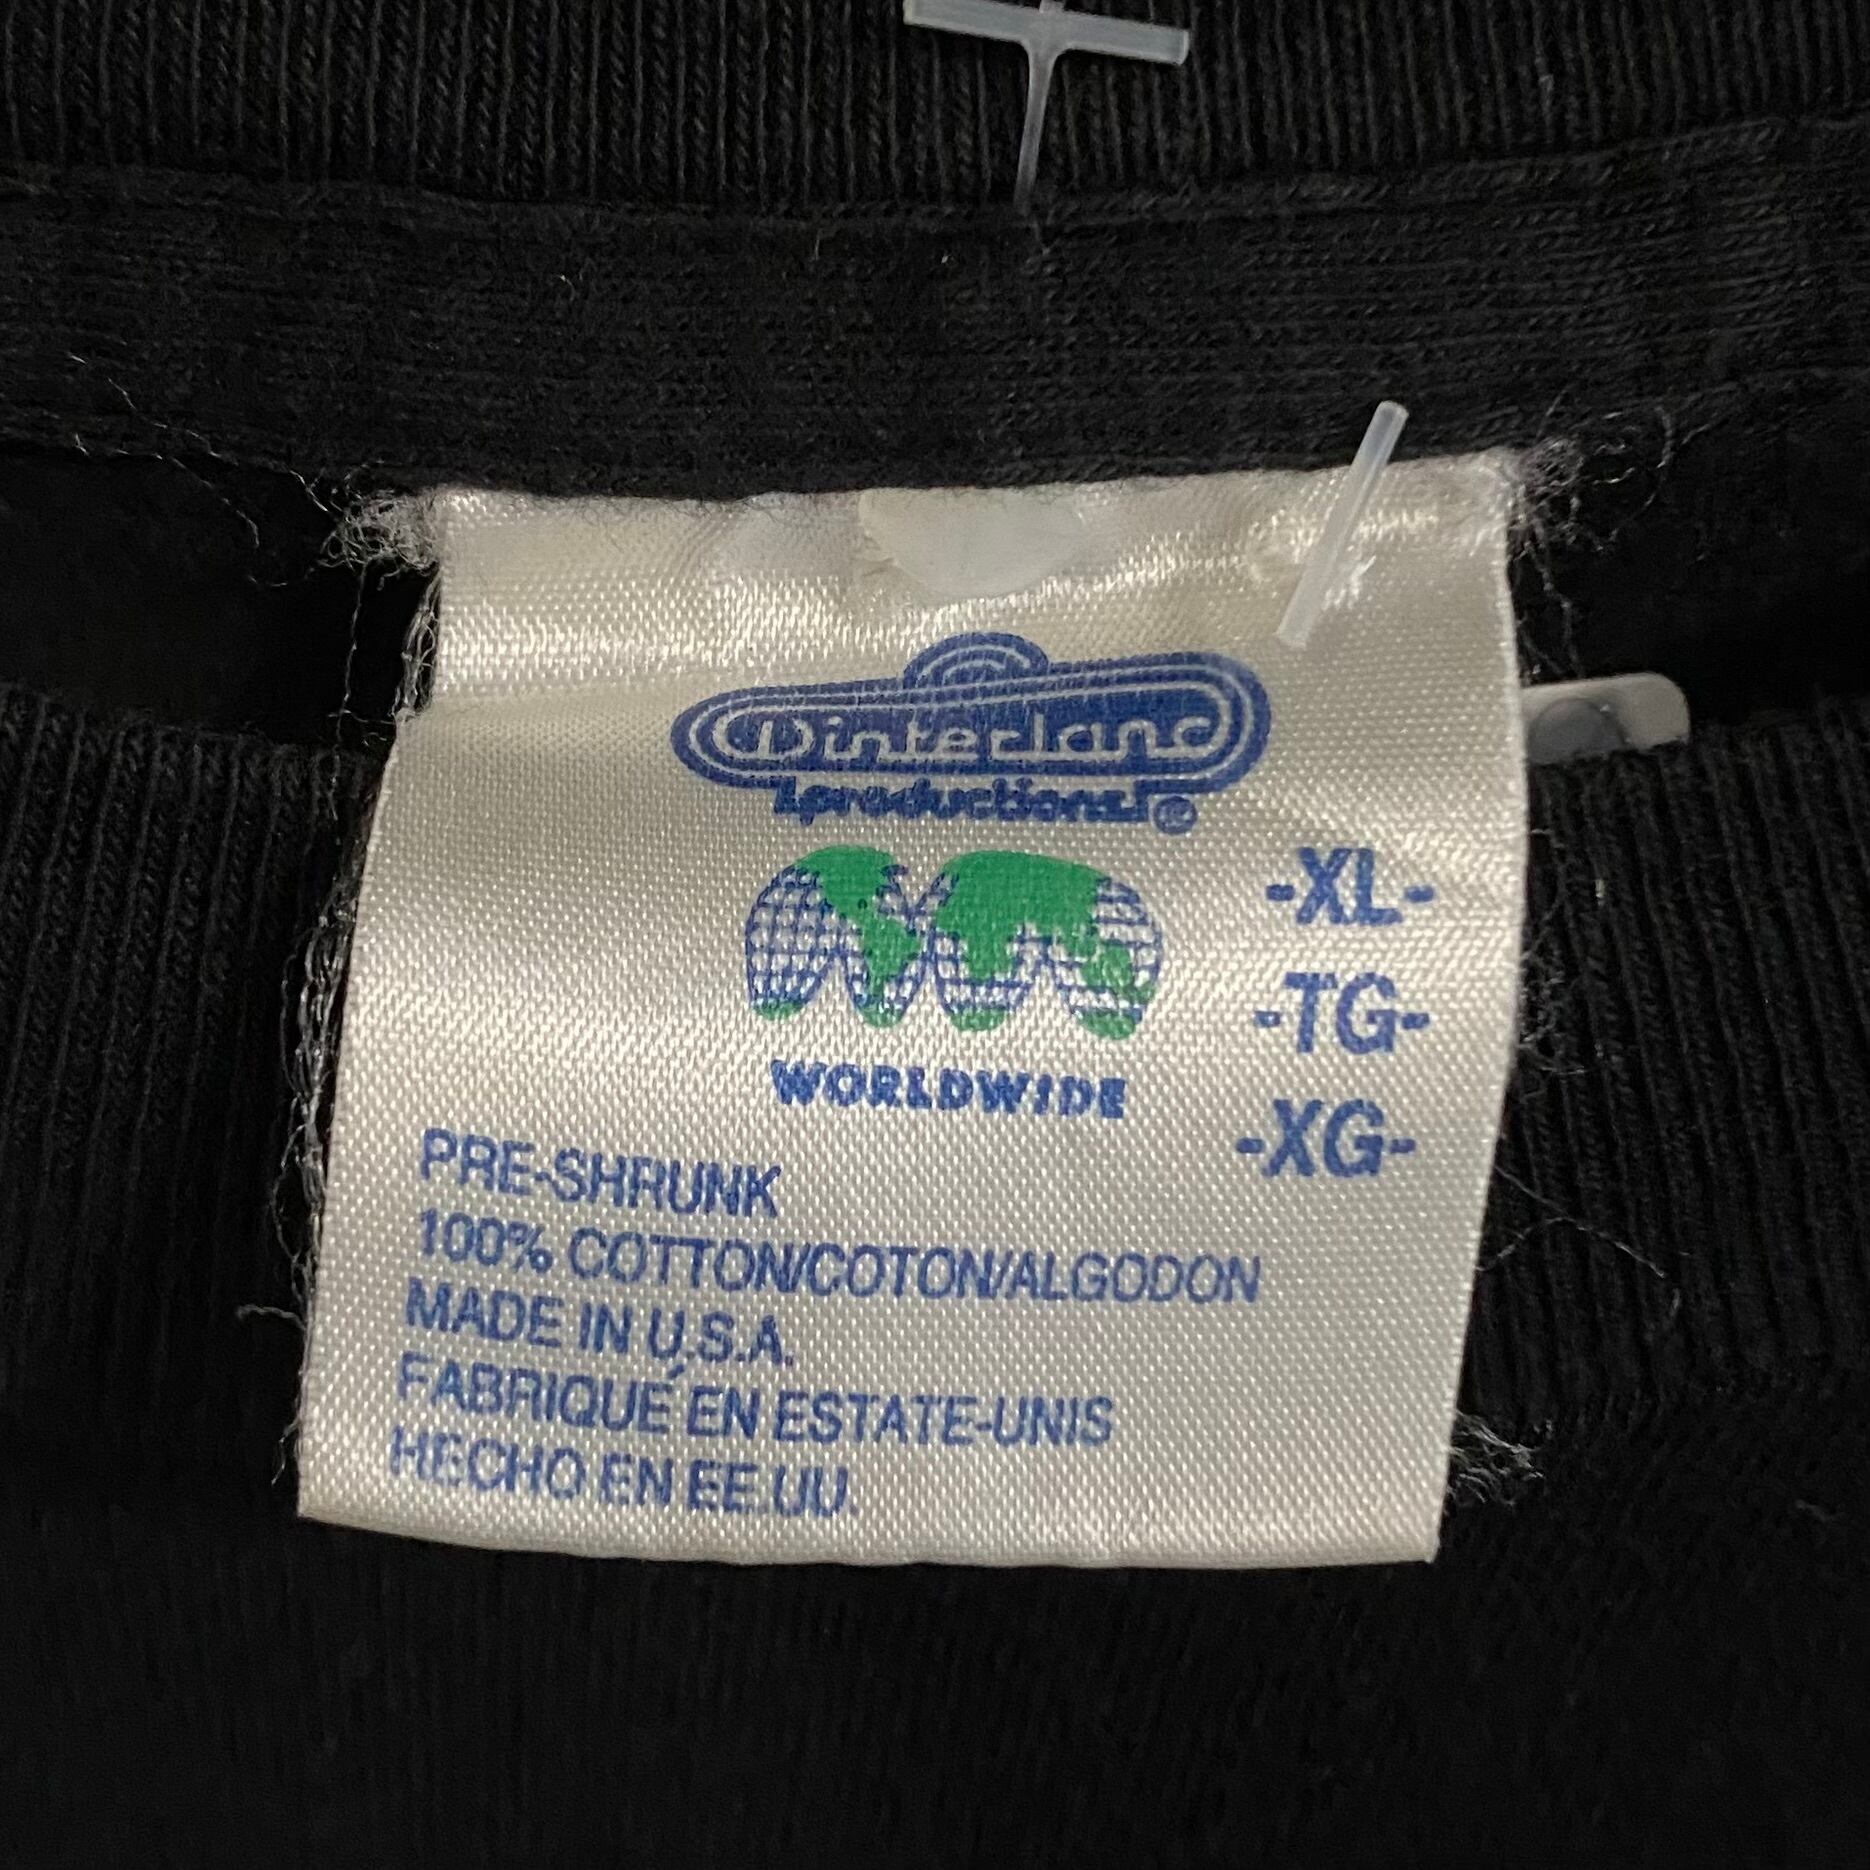 Winterland
productions ®
WORLDWIDE
-XL-
-TG-
-XG-
PRE-SHRUNK
100% COTTON/COTON/ALGODON
MADE IN U.S.A.
FABRIQUÉ EN ESTATE-UNIS
HECHO EN EE.UU.